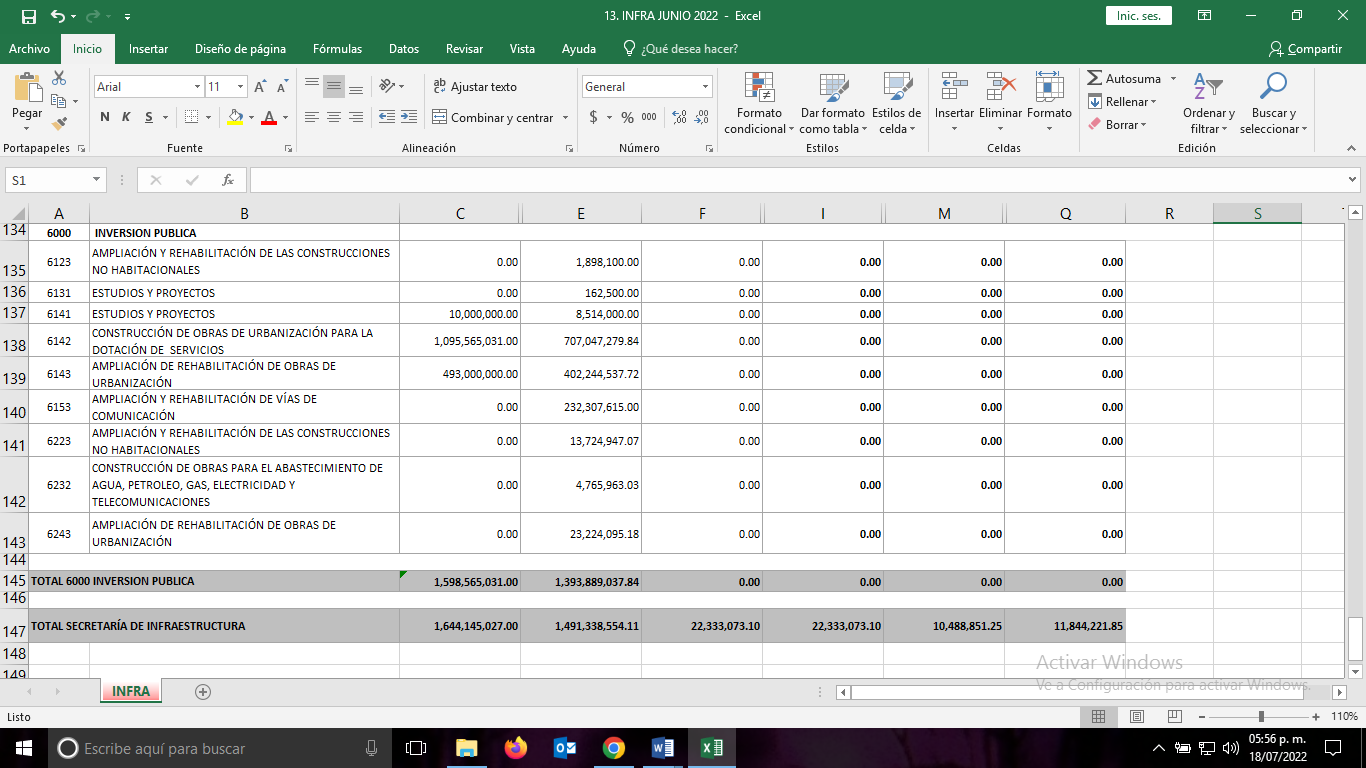 13. INFRA JUNIO 2022 - Excel
Inic. ses.
Archivo Inicio Insertar Diseño de página Fórmulas Datos Revisar Vista Ayuda ¿Qué desea hacer? Compartir
Pegar
Arial 11
N K S
Ajustar texto
Combinar y centrar
General
$ % 000
Formato condicional
Dar formato como tabla
Estilos de celda
Insertar Eliminar Formato
Autosuma
Rellenar
Borrar
Ordenar y filtrar
Buscar y seleccionar
Portapapeles Fuente Alineación Número Estilos Celdas Edición
S1 fx
A B C E F I M Q R S
134 6000 INVERSION PUBLICA
135 6123 AMPLIACIÓN Y REHABILITACIÓN DE LAS CONSTRUCCIONES
NO HABITACIONALES 0.00 1,898,100.00 0.00 0.00 0.00 0.00
136 6131 ESTUDIOS Y PROYECTOS 0.00 162,500.00 0.00 0.00 0.00 0.00
137 6141 ESTUDIOS Y PROYECTOS 10,000,000.00 8,514,000.00 0.00 0.00 0.00 0.00
138 6142 CONSTRUCCIÓN DE OBRAS DE URBANIZACIÓN PARA LA
DOTACIÓN DE SERVICIOS 1,095,565,031.00 707,047,279.84 0.00 0.00 0.00 0.00
139 6143 AMPLIACIÓN DE REHABILITACIÓN DE OBRAS DE
URBANIZACIÓN 493,000,000.00 402,244,537.72 0.00 0.00 0.00 0.00
140 6153 AMPLIACIÓN Y REHABILITACIÓN DE VÍAS DE
COMUNICACIÓN 0.00 232,307,615.00 0.00 0.00 0.00 0.00
141 6223 AMPLIACIÓN Y REHABILITACIÓN DE LAS CONSTRUCCIONES
NO HABITACIONALES 0.00 13,724,947.07 0.00 0.00 0.00 0.00
142 6232 CONSTRUCCIÓN DE OBRAS PARA EL ABASTECIMIENTO DE
AGUA, PETROLEO, GAS, ELECTRICIDAD Y
TELECOMUNICACIONES 0.00 4,765,963.03 0.00 0.00 0.00 0.00
143 6243 AMPLIACIÓN DE REHABILITACIÓN DE OBRAS DE
URBANIZACIÓN 0.00 23,224,095.18 0.00 0.00 0.00 0.00
144
145 TOTAL 6000 INVERSION PUBLICA 1,598,565,031.00 1,393,889,037.84 0.00 0.00 0.00 0.00
146
147 TOTAL SECRETARÍA DE INFRAESTRUCTURA 1,644,145,027.00 1,491,338,554.11 22,333,073.10 22,333,073.10 10,488,851.25 11,844,221.85
148
149
Activar Windows
Ve a Configuración para activar Windows.
INFRA
Listo 110%
Escribe aquí para buscar
05:56 p. m.
18/07/2022